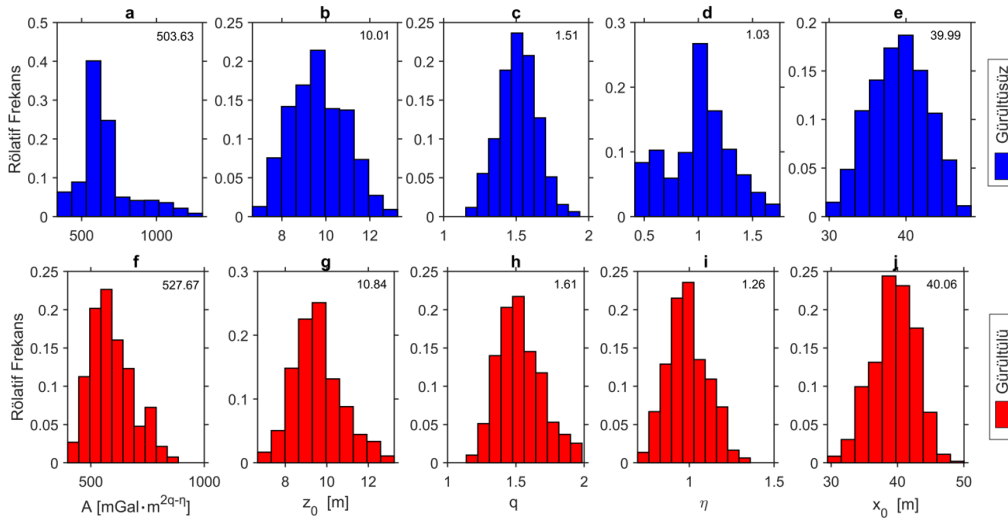 a b c d e
Rölatif Frekans
0.5 0.4 0.3 0.2 0.1 0
503.63
500 1000
0.25 0.2 0.15 0.1 0.05 0
10.01
8 10 12
0.25 0.2 0.15 0.1 0.05 0
1.51
1 1.5 2
0.3 0.2 0.1 0
1.03
0.5 1 1.5
0.2 0.15 0.1 0.05 0
39.99
30 40
Gürültüsüz
f g h i j
Rölatif Frekans
0.25 0.2 0.15 0.1 0.05 0
527.67
500 1000
A [mGal·m^{2q-η}]
0.3 0.2 0.1 0
10.84
8 10 12
z₀ [m]
0.25 0.2 0.15 0.1 0.05 0
1.61
1 1.5 2
q
0.25 0.2 0.15 0.1 0.05 0
1.26
1 1.5
η
0.25 0.2 0.15 0.1 0.05 0
40.06
30 40 50
x₀ [m]
Gürültülü